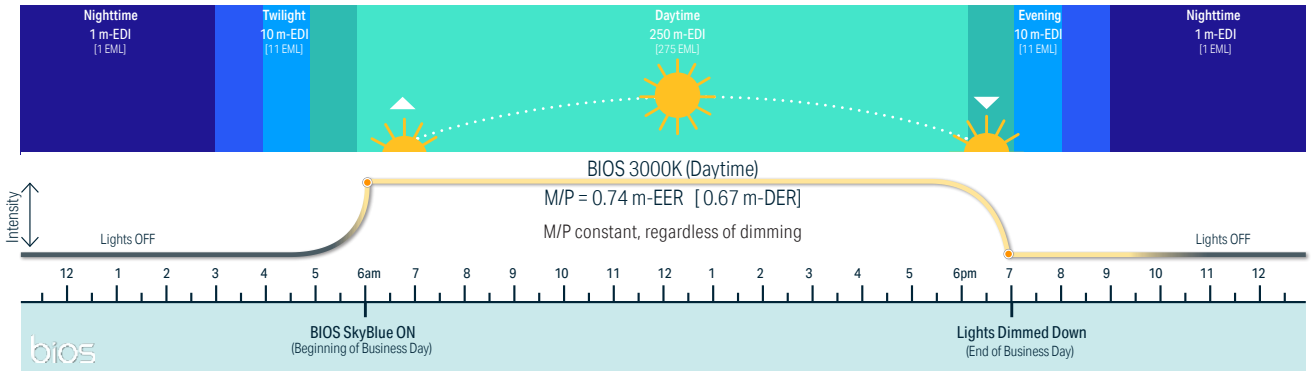 Nighttime
1 m-EDI
[1 EML]
Twilight
10 m-EDI
[11 EML]
Daytime
250 m-EDI
[275 EML]
Evening
10 m-EDI
[11 EML]
Nighttime
1 m-EDI
[1 EML]
BIOS 3000K (Daytime)
M/P = 0.74 m-EER [ 0.67 m-DER]
M/P constant, regardless of dimming
Intensity
Lights OFF
Lights OFF
12 1 2 3 4 5 6am 7 8 9 10 11 12 1 2 3 4 5 6pm 7 8 9 10 11 12
BIOS SkyBlue ON
(Beginning of Business Day)
Lights Dimmed Down
(End of Business Day)
bios